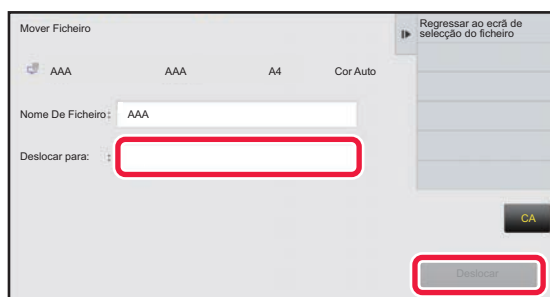 Mover Ficheiro
Regressar ao ecrã de
selecção do ficheiro
AAA AAA A4 Cor Auto
Nome De Ficheiro: AAA
Deslocar para: :
CA
Deslocar